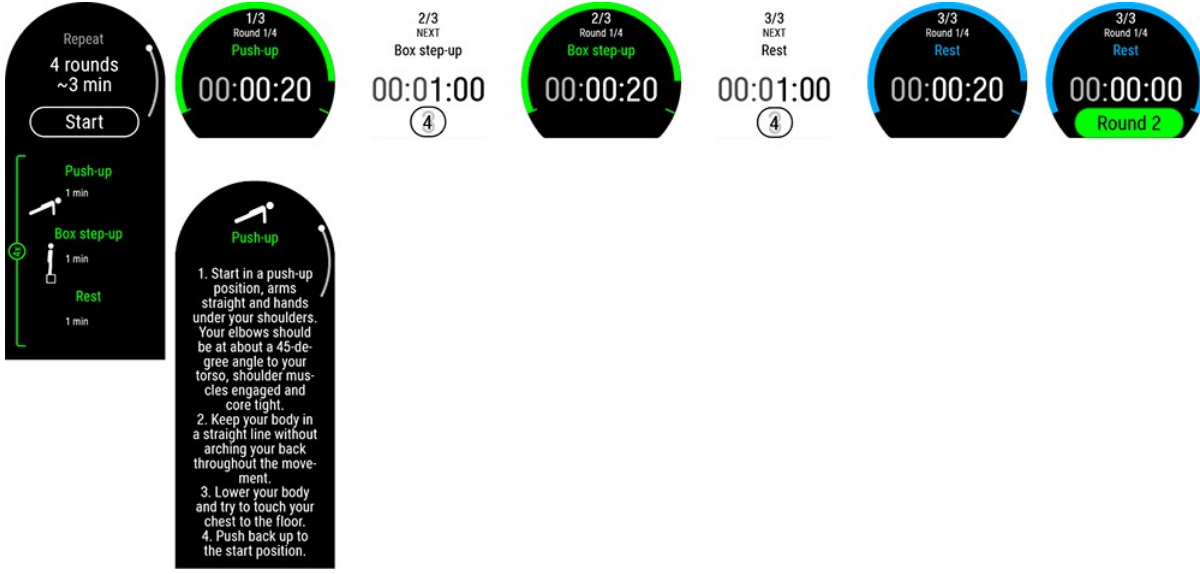 Repeat
4 rounds
~3 min
Start
Push-up
1 min
Box step-up
1 min
Rest
1 min
4x
1/3
Round 1/4
Push-up
00:00:20
2/3
NEXT
Box step-up
00:01:00
4
2/3
Round 1/4
Box step-up
00:00:20
3/3
NEXT
Rest
00:01:00
4
3/3
Round 1/4
Rest
00:00:20
3/3
Round 1/4
Rest
00:00:00
Round 2
Push-up
1. Start in a push-up
position, arms
straight and hands
under your shoulders.
Your elbows should
be at about a 45-de-
gree angle to your
torso, shoulder mus-
cles engaged and
core tight.
2. Keep your body in
a straight line without
arching your back
throughout the move-
ment.
3. Lower your body
and try to touch your
chest to the floor.
4. Push back up to
the start position.